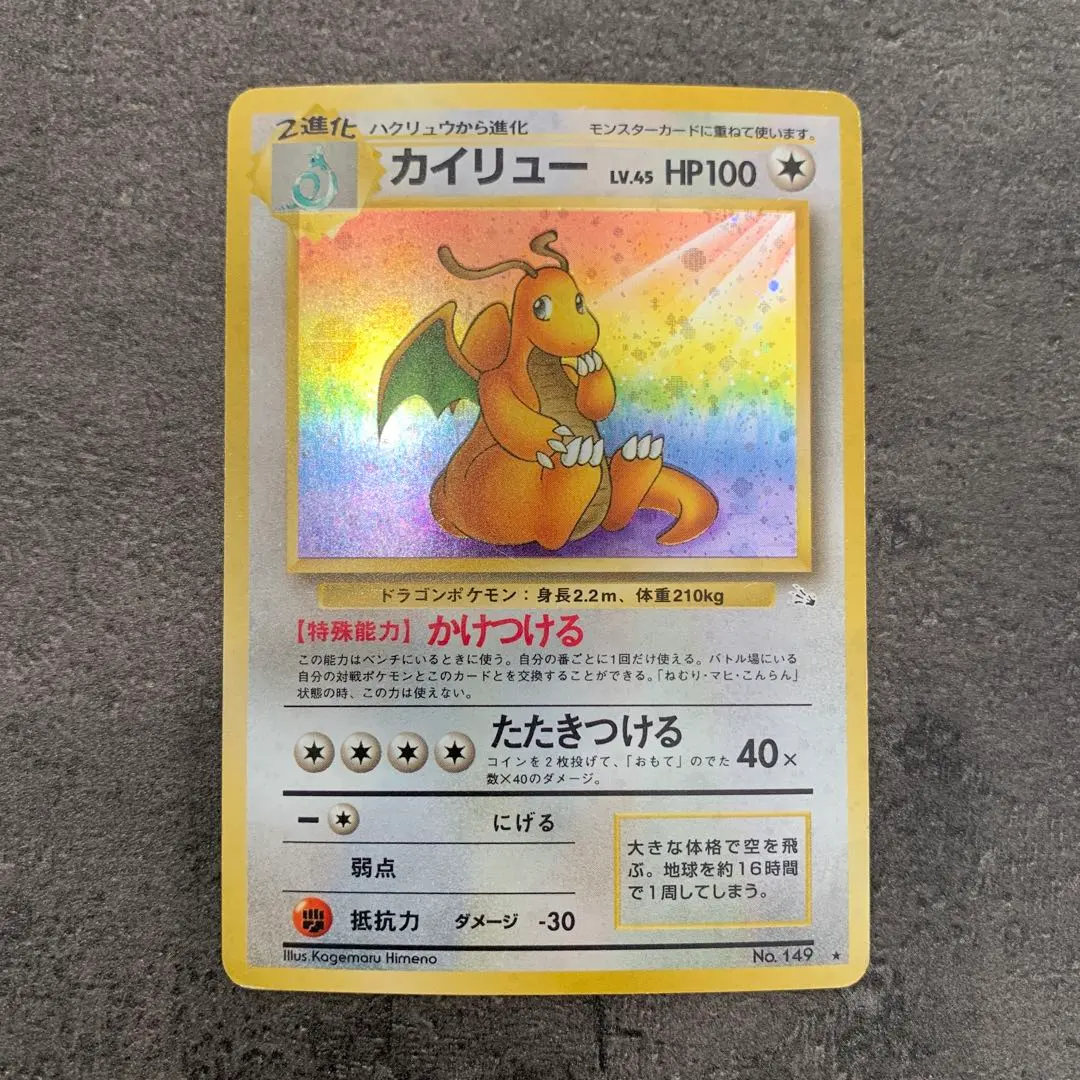 2進化 ハクリュウから進化 モンスターカードに重ねて使います。
カイリュー LV.45 HP100
ドラゴンポケモン：身長2.2m、体重210kg
【特殊能力】 かけつける
この能力はベンチにいるときに使う。自分の番ごとに1回だけ使える。バトル場にいる
自分の対戦ポケモンとこのカードとを交換することができる。「ねむり・マヒ・こんらん」
状態の時、この力は使えない。
たたきつける
コインを2枚投げて、「おもて」のでた
数×40のダメージ。
40×
ー にげる
弱点
抵抗力 ダメージ -30
大きな体格で空を飛
ぶ。地球を約16時間
で1周してしまう。
Illus.Kagemaru Himeno
No. 149 ★